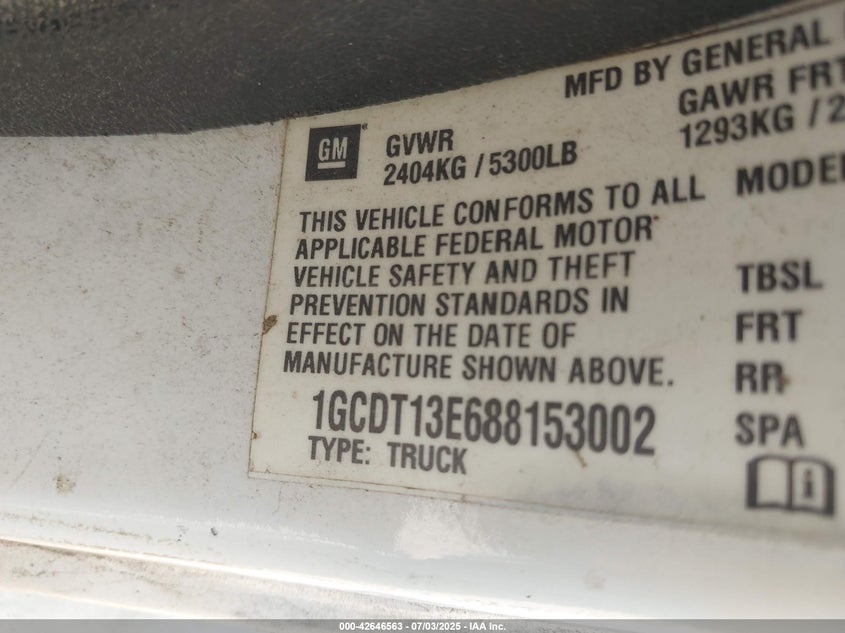 MFD BY GENERAL
GM
GVWR
2404KG / 5300LB
GAWR FRT
1293KG / 2
THIS VEHICLE CONFORMS TO ALL
APPLICABLE FEDERAL MOTOR
VEHICLE SAFETY AND THEFT
PREVENTION STANDARDS IN
EFFECT ON THE DATE OF
MANUFACTURE SHOWN ABOVE.
1GCDT13E688153002
TYPE: TRUCK
MODEL
TBSL
FRT
RR
SPA
i
000-42646563 - 07/03/2025 - IAA Inc.